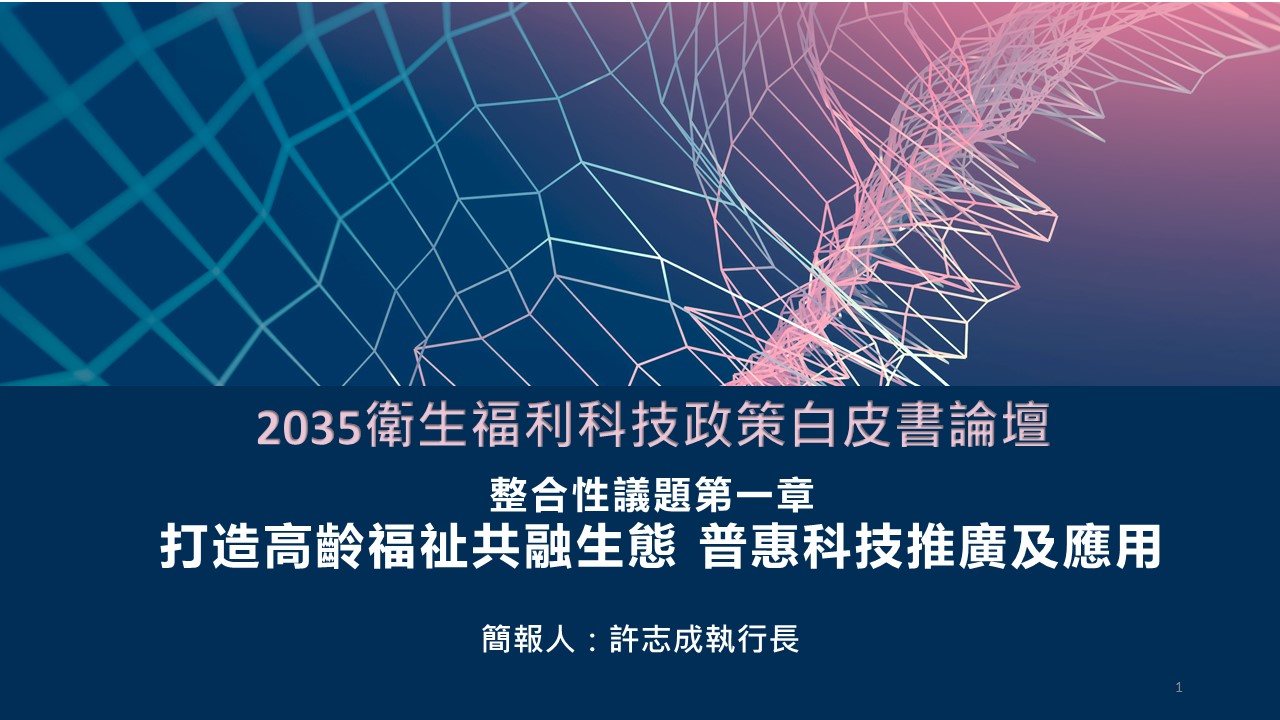 2035衛生福利科技政策白皮書論壇
整合性議題第一章
打造高齡福祉共融生態 普惠科技推廣及應用
簡報人：許志成執行長
1